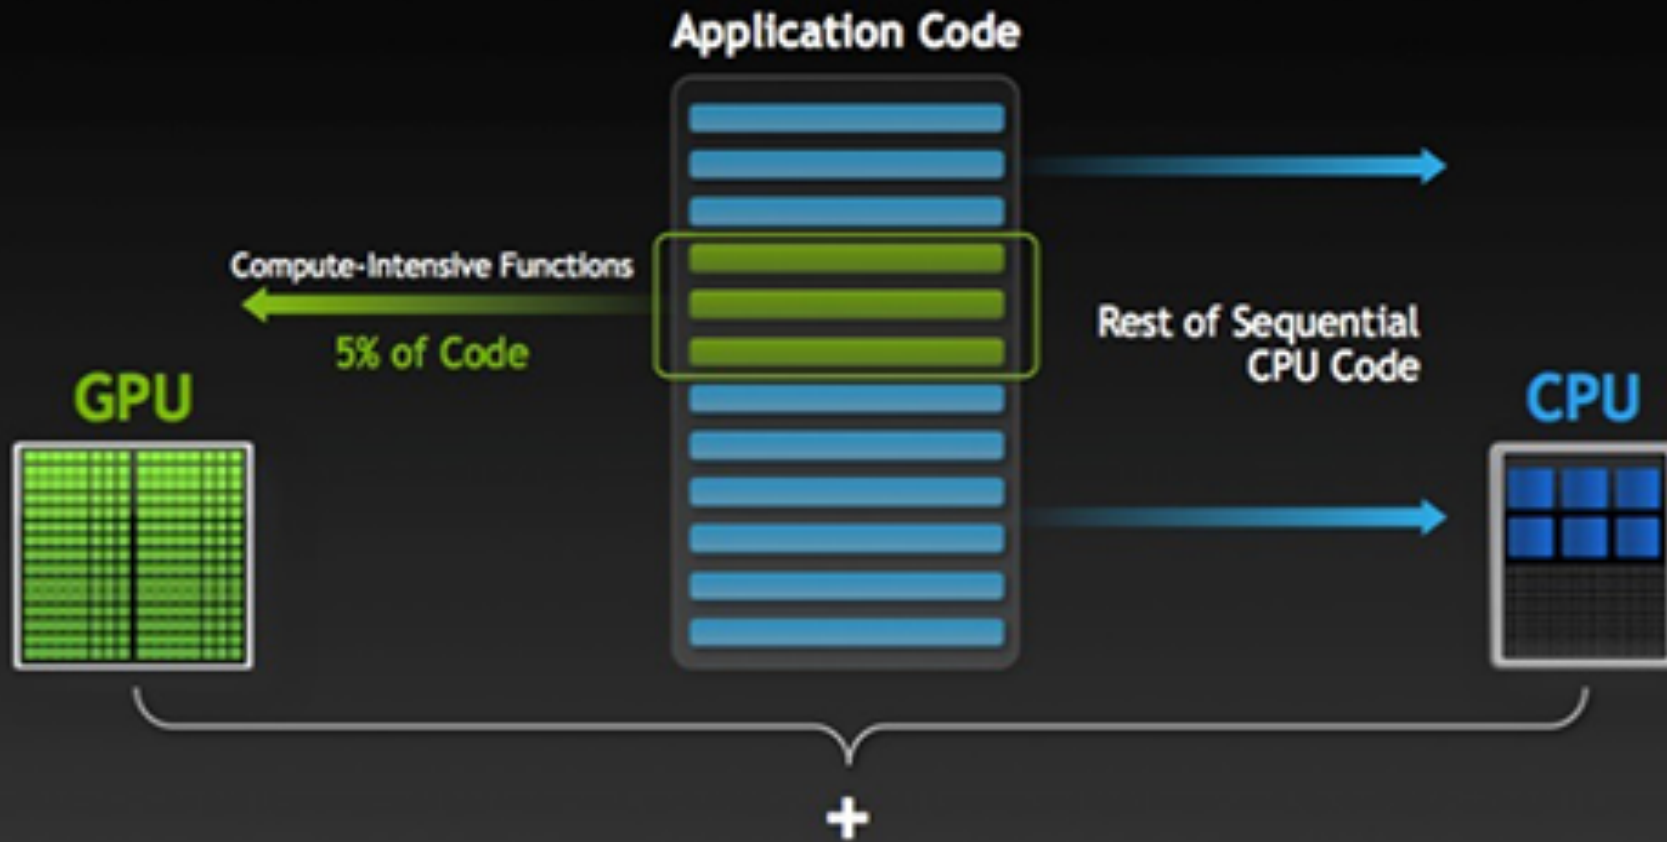 Application Code
Compute-Intensive Functions
5% of Code
Rest of Sequential
CPU Code
GPU
CPU
+